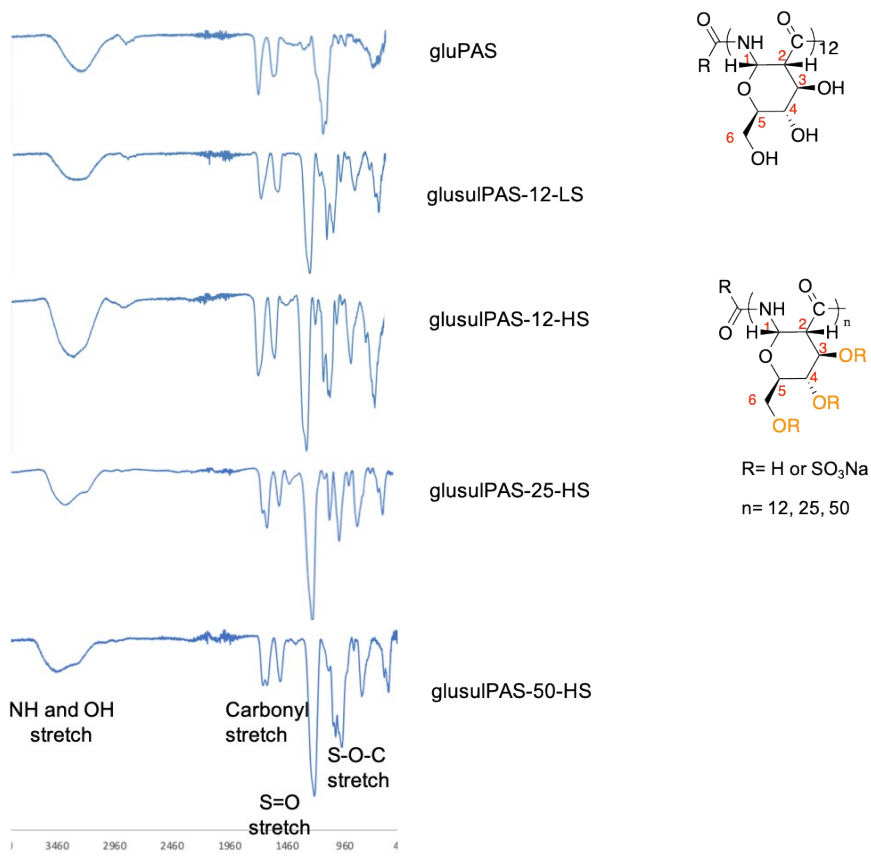 gluPAS
glusulPAS-12-LS
glusulPAS-12-HS
glusulPAS-25-HS
glusulPAS-50-HS
NH and OH
stretch
Carbonyl
stretch
S-O-C
stretch
S=O
stretch
3460 2960 2460 1960 1460 960 4
O
O
NH
12
R
H
1
2
H
3
OH
O
4
5
6
OH
OH
R
O
NH
n
O
H
1
2
H
3
OR
O
4
5
6
OR
OR
R= H or SO₃Na
n= 12, 25, 50